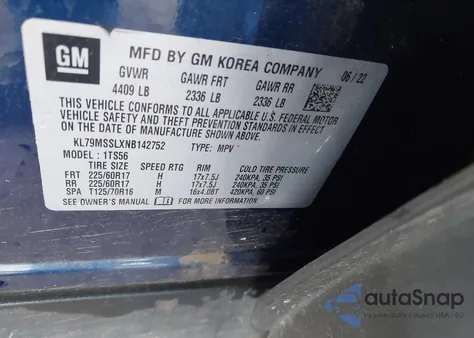 GM
MFD BY GM KOREA COMPANY 06/22
GVWR GAWR FRT GAWR RR
4409 LB 2336 LB 2336 LB
THIS VEHICLE CONFORMS TO ALL APPLICABLE U.S. FEDERAL MOTOR
VEHICLE SAFETY, BUMPER, AND THEFT PREVENTION STANDARDS IN
EFFECT ON THE DATE OF MANUFACTURE SHOWN ABOVE.
KL79MSSLXNB142752 TYPE: MPV
MODEL: 1TS56
TIRE SIZE SPEED RTG RIM COLD TIRE PRESSURE
FRT 225/60R17 H 17x7.5J 240KPA, 35 PSI
RR 225/60R17 H 17x7.5J 240KPA, 35 PSI
SPA T125/70R16 M 16x4.0BT 420KPA, 60 PSI
SEE OWNER'S MANUAL FOR MORE INFORMATION.
autoSnap